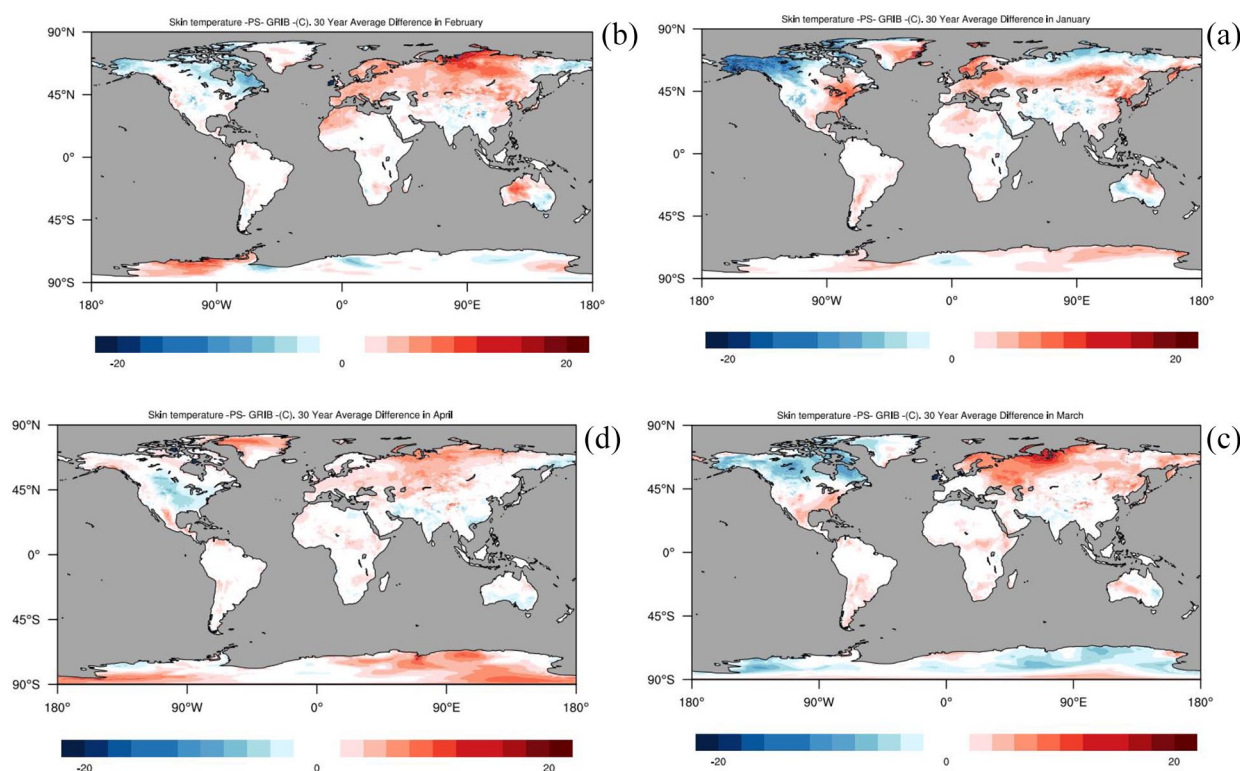 Skin temperature -PS- GRIB -(C). 30 Year Average Difference in February
(b)
90°N
45°N
0°
45°S
90°S
180° 90°W 0° 90°E 180°
-20 0 20
Skin temperature -PS- GRIB -(C). 30 Year Average Difference in January
(a)
90°N
45°N
0°
45°S
90°S
180° 90°W 0° 90°E 180°
-20 0 20
Skin temperature -PS- GRIB -(C). 30 Year Average Difference in April
(d)
90°N
45°N
0°
45°S
90°S
180° 90°W 0° 90°E 180°
-20 0 20
Skin temperature -PS- GRIB -(C). 30 Year Average Difference in March
(c)
90°N
45°N
0°
45°S
90°S
180° 90°W 0° 90°E 180°
-20 0 20